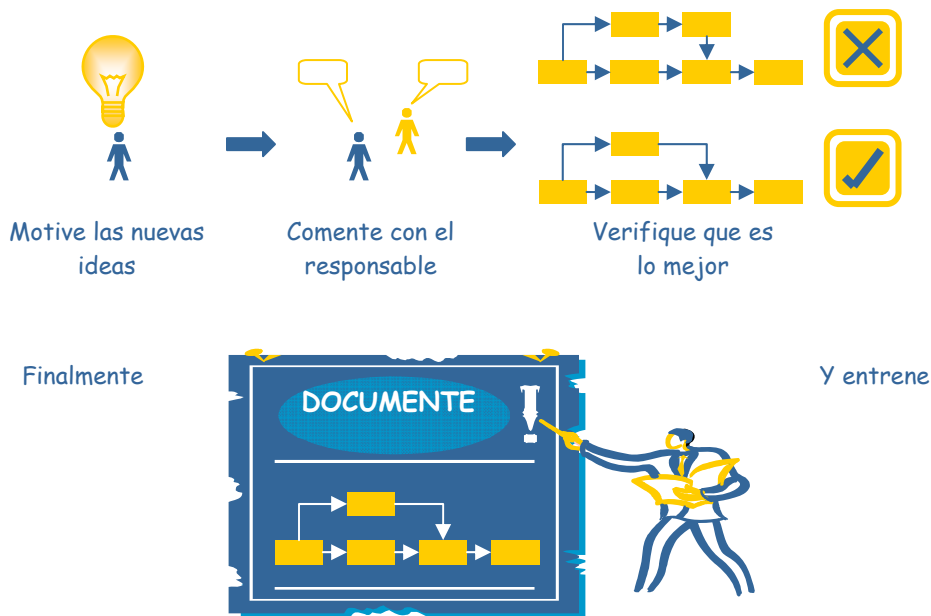 Motive las nuevas
ideas
Comente con el
responsable
Verifique que es
lo mejor
Finalmente
DOCUMENTE
!
Y entrene